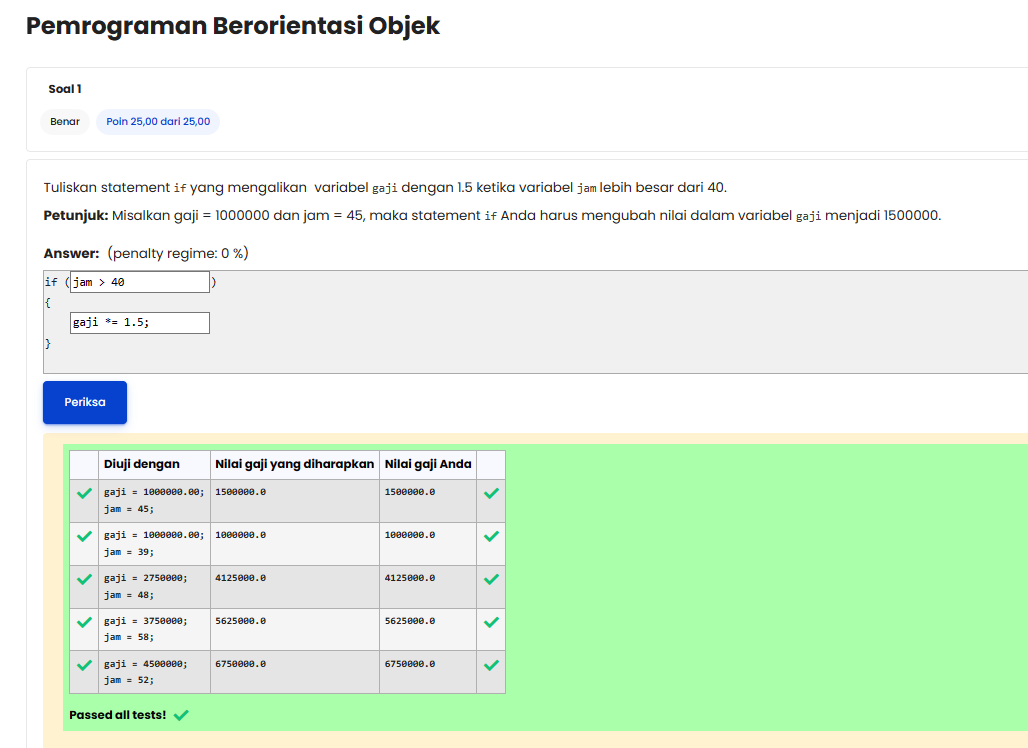 Pemrograman Berorientasi Objek
Soal 1
Benar Poin 25,00 dari 25,00
Tuliskan statement if yang mengalikan variabel gaji dengan 1.5 ketika variabel jam lebih besar dari 40.
Petunjuk: Misalkan gaji = 1000000 dan jam = 45, maka statement if Anda harus mengubah nilai dalam variabel gaji menjadi 1500000.
Answer: (penalty regime: 0 %)
if (jam > 40)
{
gaji *= 1.5;
}
Periksa
Diuji dengan Nilai gaji yang diharapkan Nilai gaji Anda
gaji = 1000000.00; 1500000.0 1500000.0
jam = 45;
gaji = 1000000.00; 1000000.0 1000000.0
jam = 39;
gaji = 2750000; 4125000.0 4125000.0
jam = 48;
gaji = 3750000; 5625000.0 5625000.0
jam = 58;
gaji = 4500000; 6750000.0 6750000.0
jam = 52;
Passed all tests!